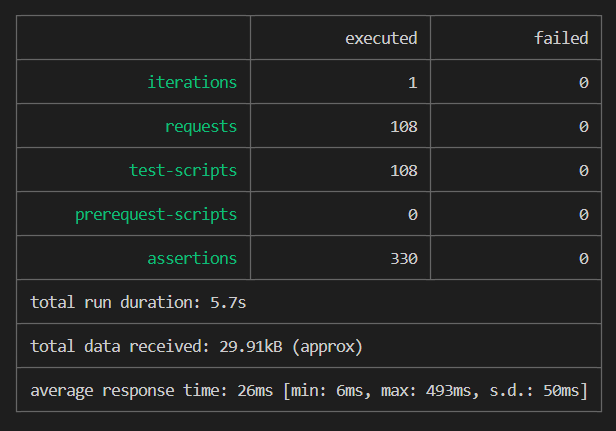 executed failed
iterations 1 0
requests 108 0
test-scripts 108 0
prerequest-scripts 0 0
assertions 330 0
total run duration: 5.7s
total data received: 29.91kB (approx)
average response time: 26ms [min: 6ms, max: 493ms, s.d.: 50ms]